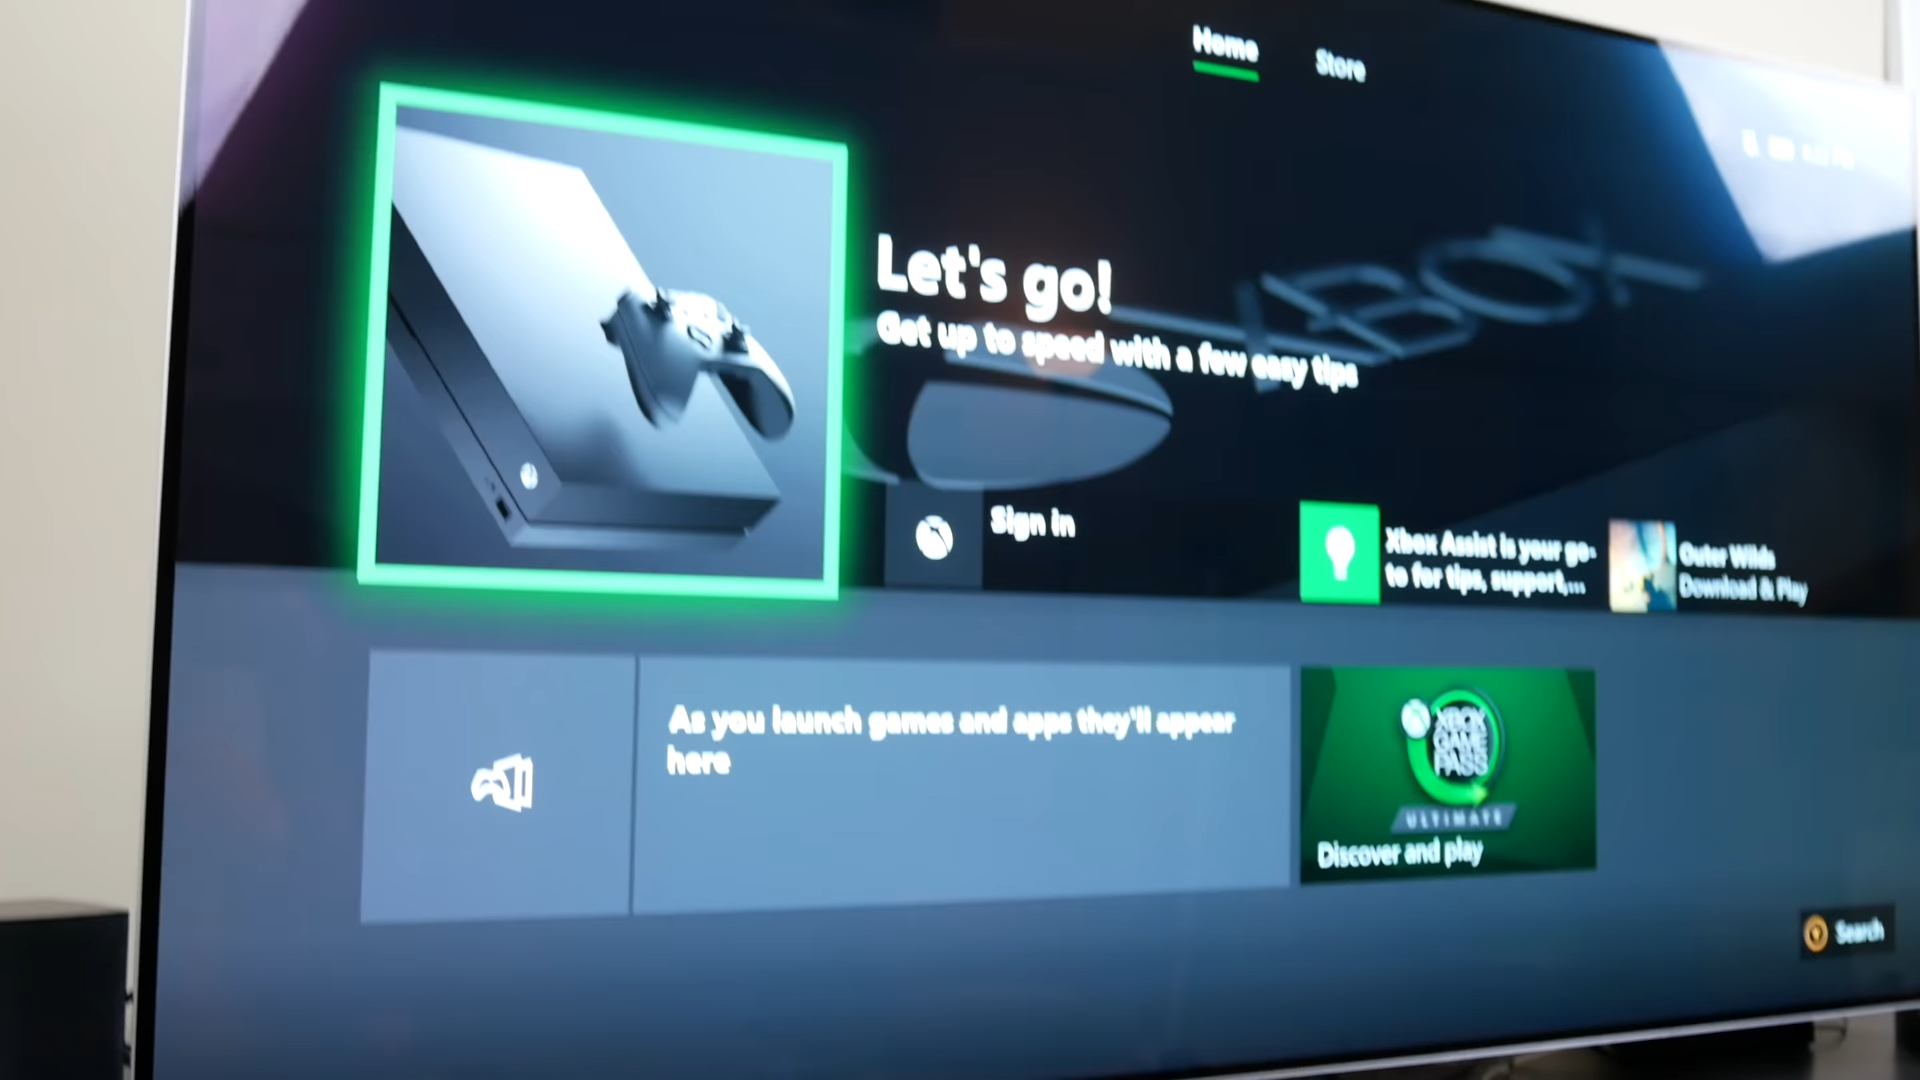 Home
Store
XBOX
Let's go!
Get up to speed with a few easy tips
Sign in
Xbox Assist is your go-
to for tips, support,...
Outer Wilds
Download & Play
As you launch games and apps they'll appear
here
XBOX
GAME
PASS
ULTIMATE
Discover and play
Y Search